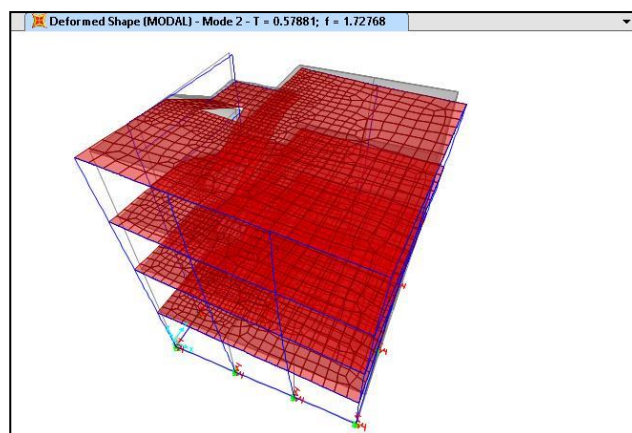 Deformed Shape (MODAL) - Mode 2 - T = 0.57881; f = 1.72768